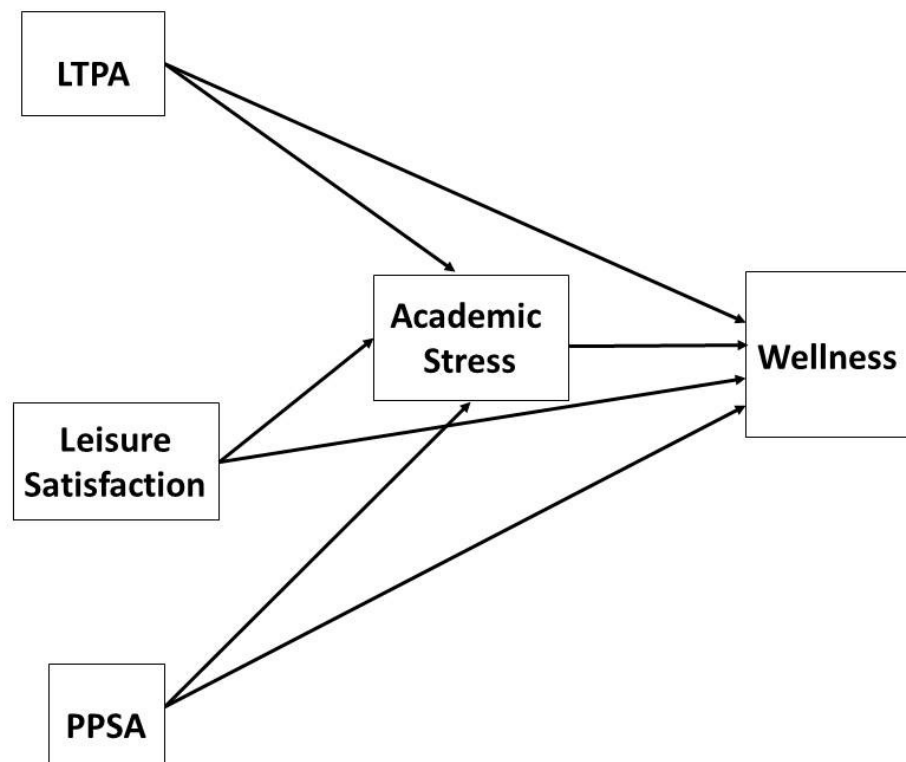 LTPA
Academic
Stress
Wellness
Leisure
Satisfaction
PPSA